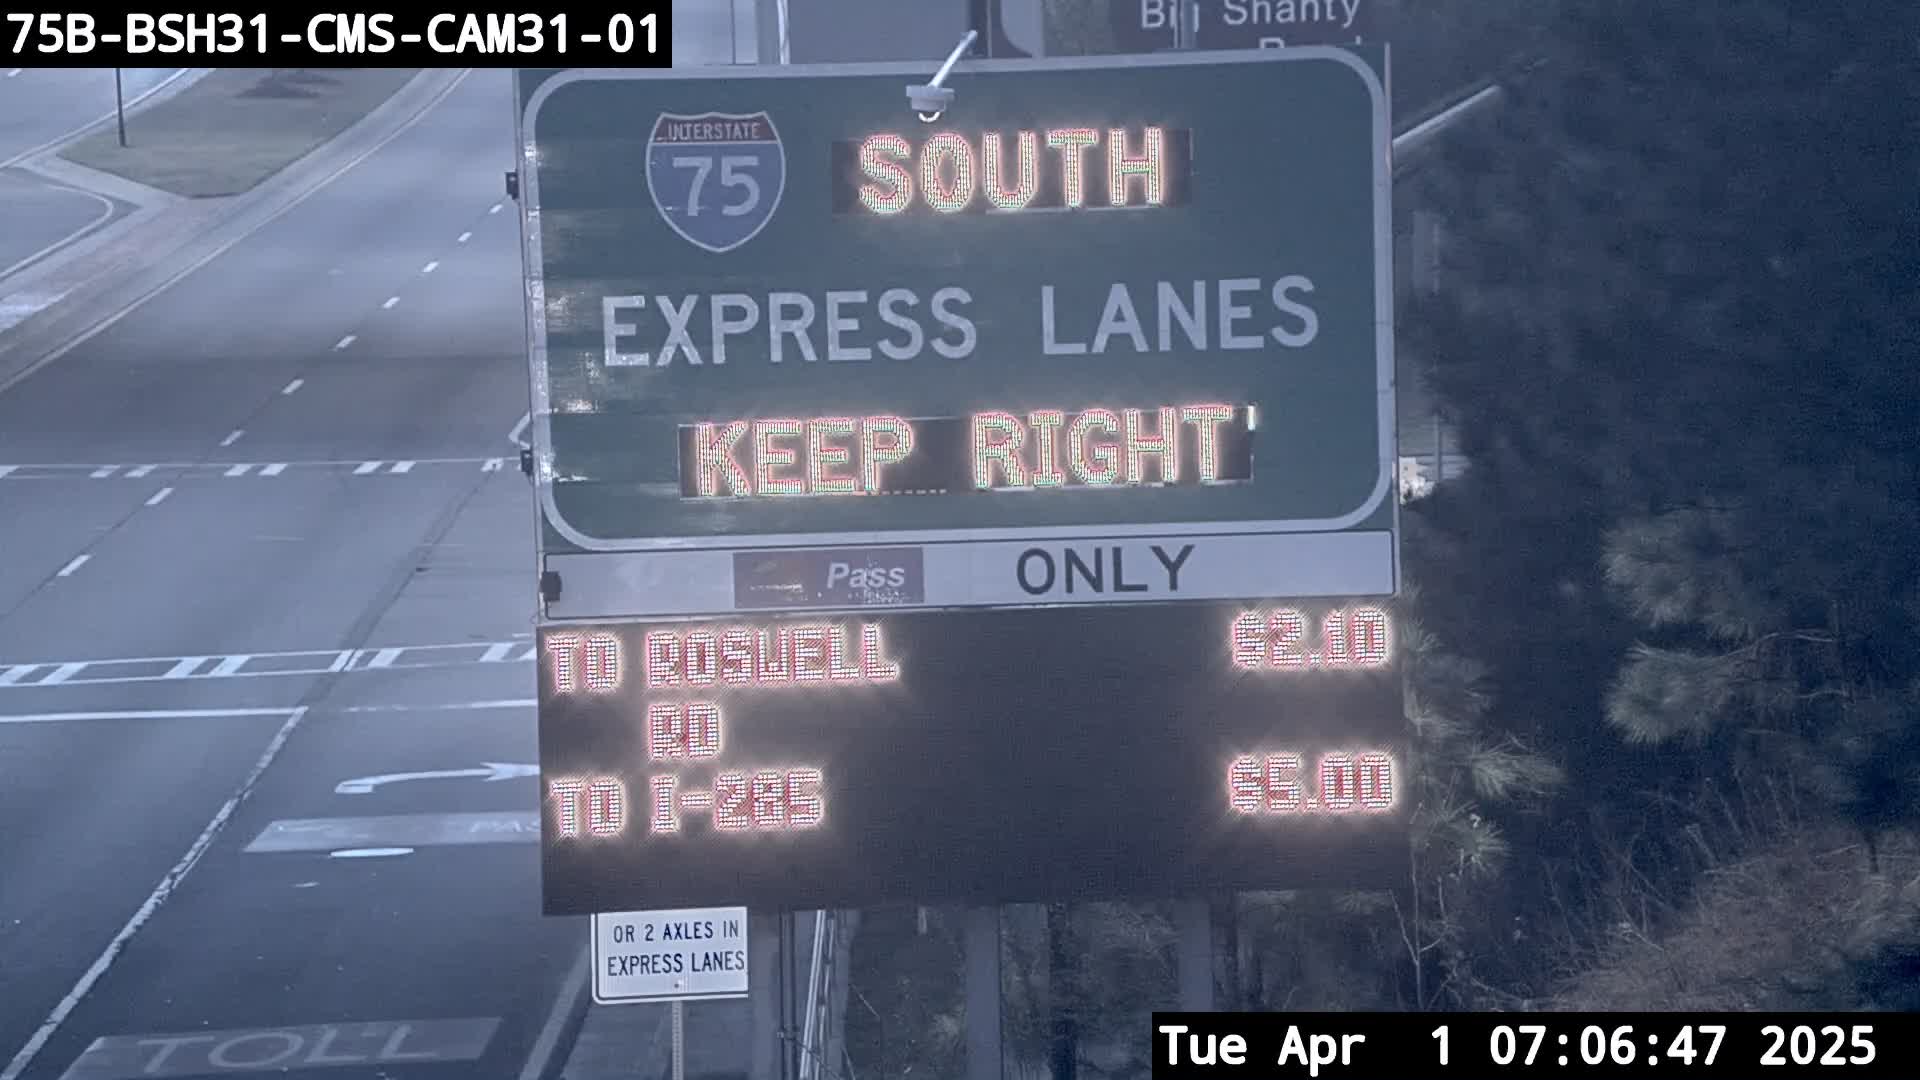 75B-BSH31-CMS-CAM31-01
Big Shanty
INTERSTATE
75
SOUTH
EXPRESS LANES
KEEP RIGHT
Pass ONLY
TO ROSWELL $2.10
RD
TO I-285 $5.00
OR 2 AXLES IN
EXPRESS LANES
TOLL
Tue Apr 1 07:06:47 2025